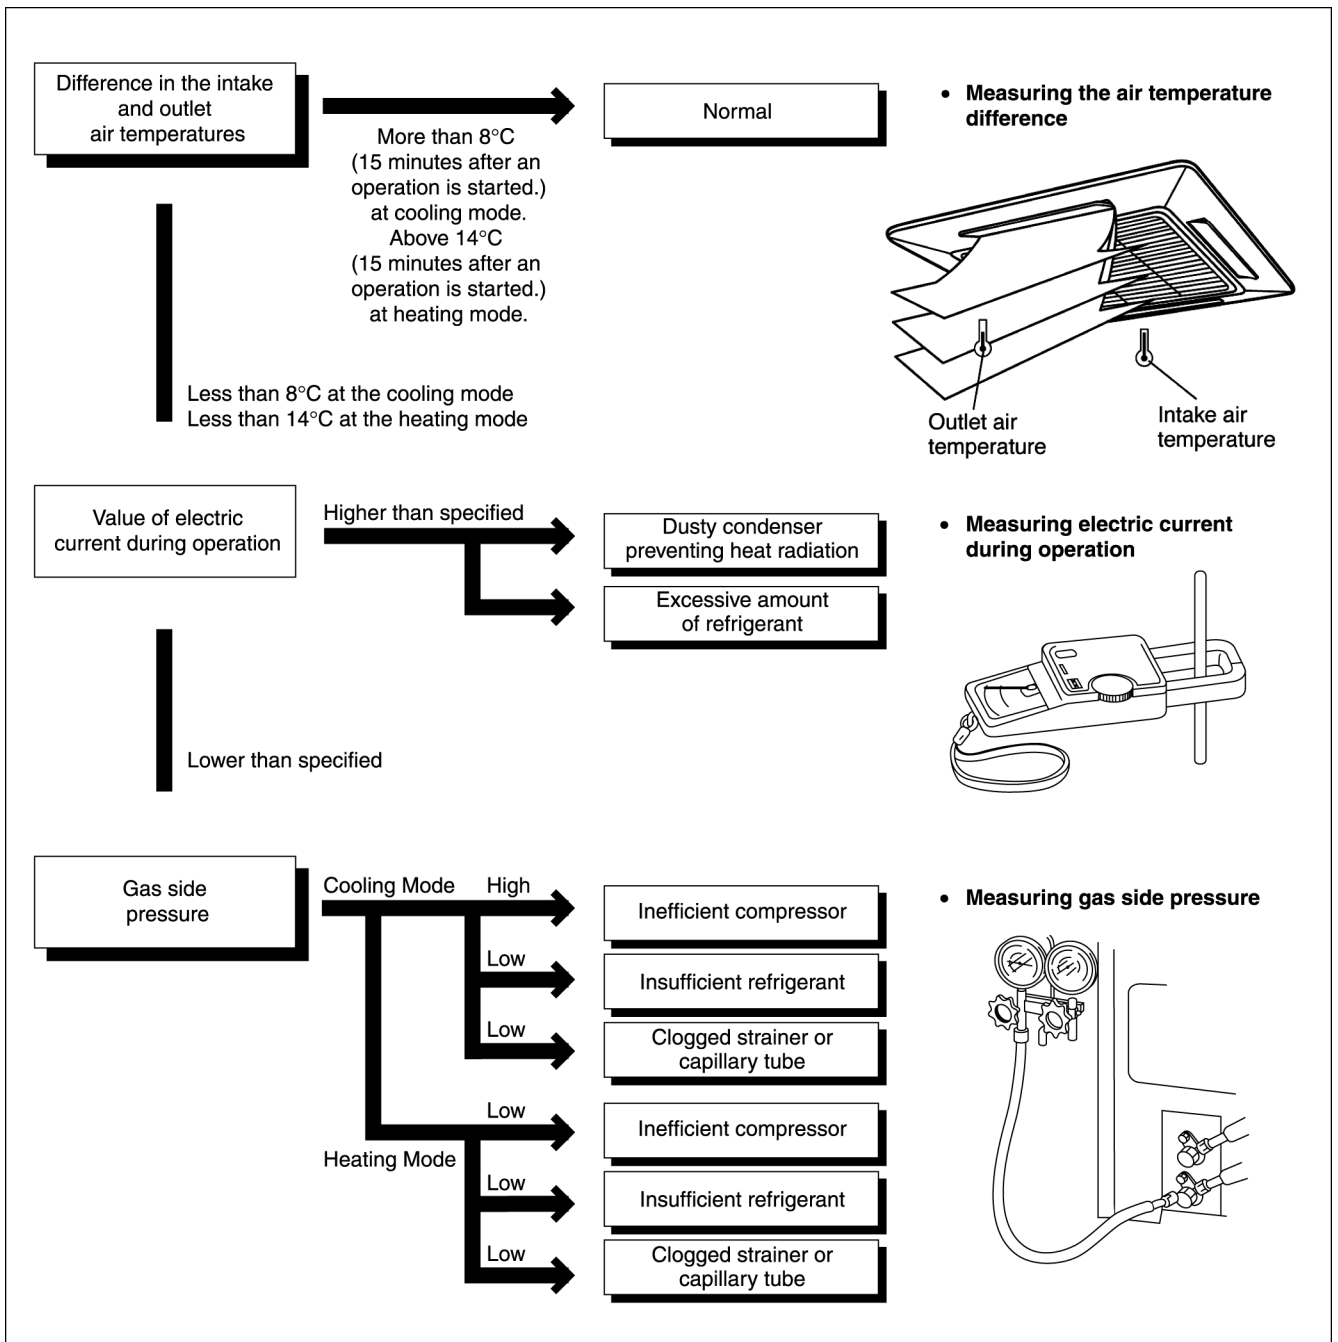 Difference in the intake
and outlet
air temperatures
More than 8°C
(15 minutes after an
operation is started.)
at cooling mode.
Above 14°C
(15 minutes after an
operation is started.)
at heating mode.
Normal
• Measuring the air temperature
difference
Outlet air
temperature
Intake air
temperature
Less than 8°C at the cooling mode
Less than 14°C at the heating mode
Value of electric
current during operation
Higher than specified
Dusty condenser
preventing heat radiation
Excessive amount
of refrigerant
• Measuring electric current
during operation
Lower than specified
Gas side
pressure
Cooling Mode
High
Inefficient compressor
Low
Insufficient refrigerant
Low
Clogged strainer or
capillary tube
Heating Mode
Low
Inefficient compressor
Low
Insufficient refrigerant
Low
Clogged strainer or
capillary tube
• Measuring gas side pressure